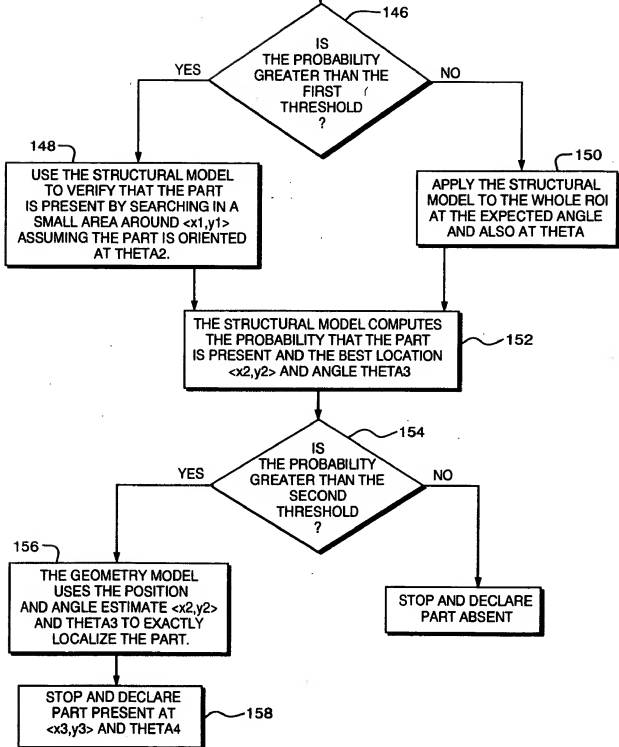 146
IS
THE PROBABILITY
GREATER THAN THE
FIRST
THRESHOLD
?
YES
NO
148
USE THE STRUCTURAL MODEL
TO VERIFY THAT THE PART
IS PRESENT BY SEARCHING IN A
SMALL AREA AROUND <x1,y1>
ASSUMING THE PART IS ORIENTED
AT THETA2.
150
APPLY THE STRUCTURAL
MODEL TO THE WHOLE ROI
AT THE EXPECTED ANGLE
AND ALSO AT THETA
THE STRUCTURAL MODEL COMPUTES
THE PROBABILITY THAT THE PART
IS PRESENT AND THE BEST LOCATION
<x2,y2> AND ANGLE THETA3
152
154
IS
THE PROBABILITY
GREATER THAN THE
SECOND
THRESHOLD
?
YES
NO
156
THE GEOMETRY MODEL
USES THE POSITION
AND ANGLE ESTIMATE <x2,y2>
AND THETA3 TO EXACTLY
LOCALIZE THE PART.
STOP AND DECLARE
PART ABSENT
STOP AND DECLARE
PART PRESENT AT
<x3,y3> AND THETA4
158